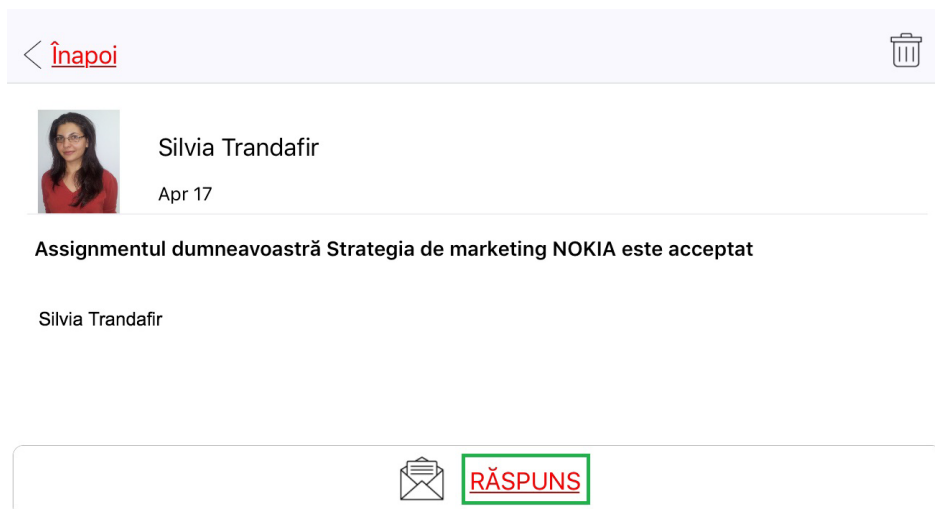 Înapoi
Silvia Trandafir
Apr 17
Assignmentul dumneavoastră Strategia de marketing NOKIA este acceptat
Silvia Trandafir
RĂSPUNS